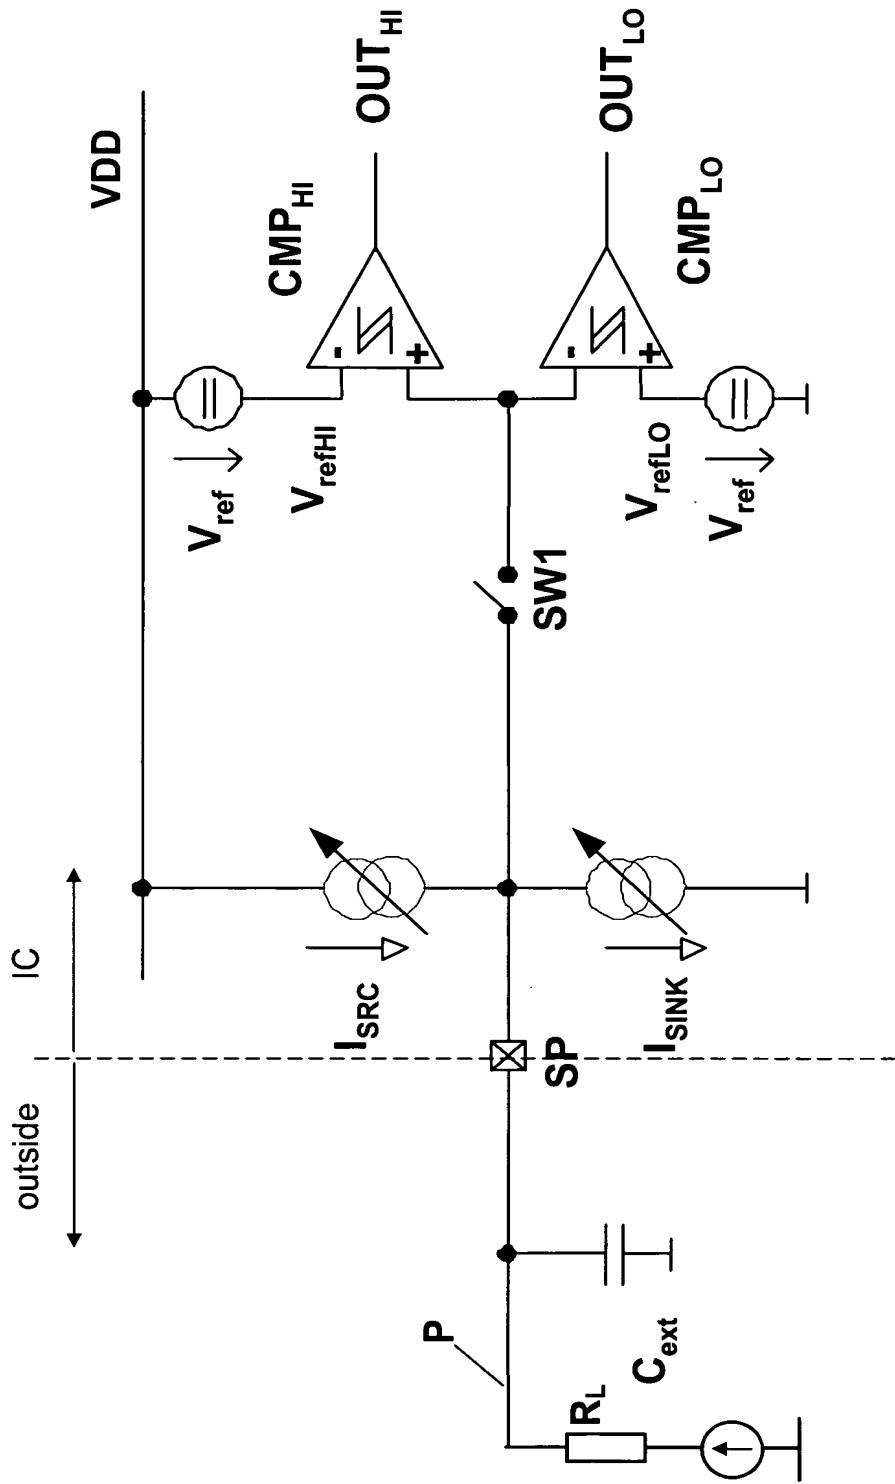 outside
IC
VDD
V_ref
V_refHI
-
+
CMP_HI
OUT_HI
I_SRC
P
SP
SW1
-
+
CMP_LO
OUT_LO
R_L
C_ext
I_SINK
V_refLO
V_ref